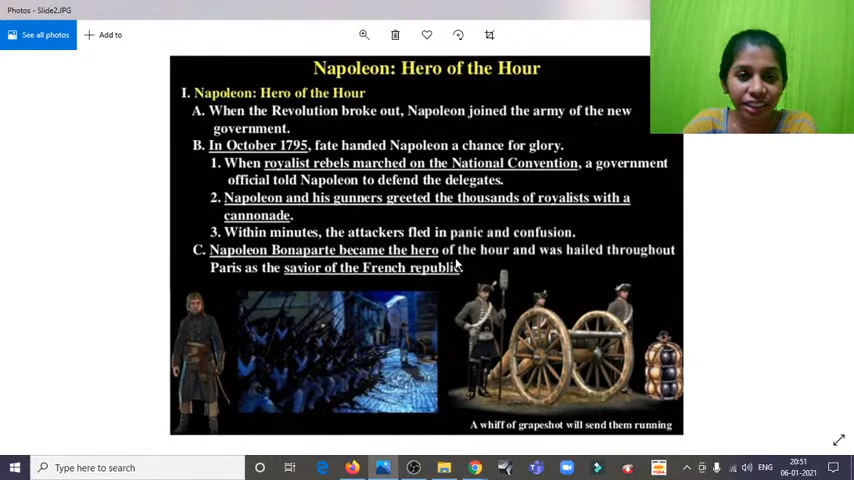 Photos - Slide2.JPG
See all photos
Add to
Napoleon: Hero of the Hour
I. Napoleon: Hero of the Hour
A. When the Revolution broke out, Napoleon joined the army of the new
government.
B. In October 1795, fate handed Napoleon a chance for glory.
1. When royalist rebels marched on the National Convention, a government
official told Napoleon to defend the delegates.
2. Napoleon and his gunners greeted the thousands of royalists with a
cannonade.
3. Within minutes, the attackers fled in panic and confusion.
C. Napoleon Bonaparte became the hero of the hour and was hailed throughout
Paris as the savior of the French republic.
A whiff of grapeshot will send them running
Type here to search
ENG
20:51
06-01-2021